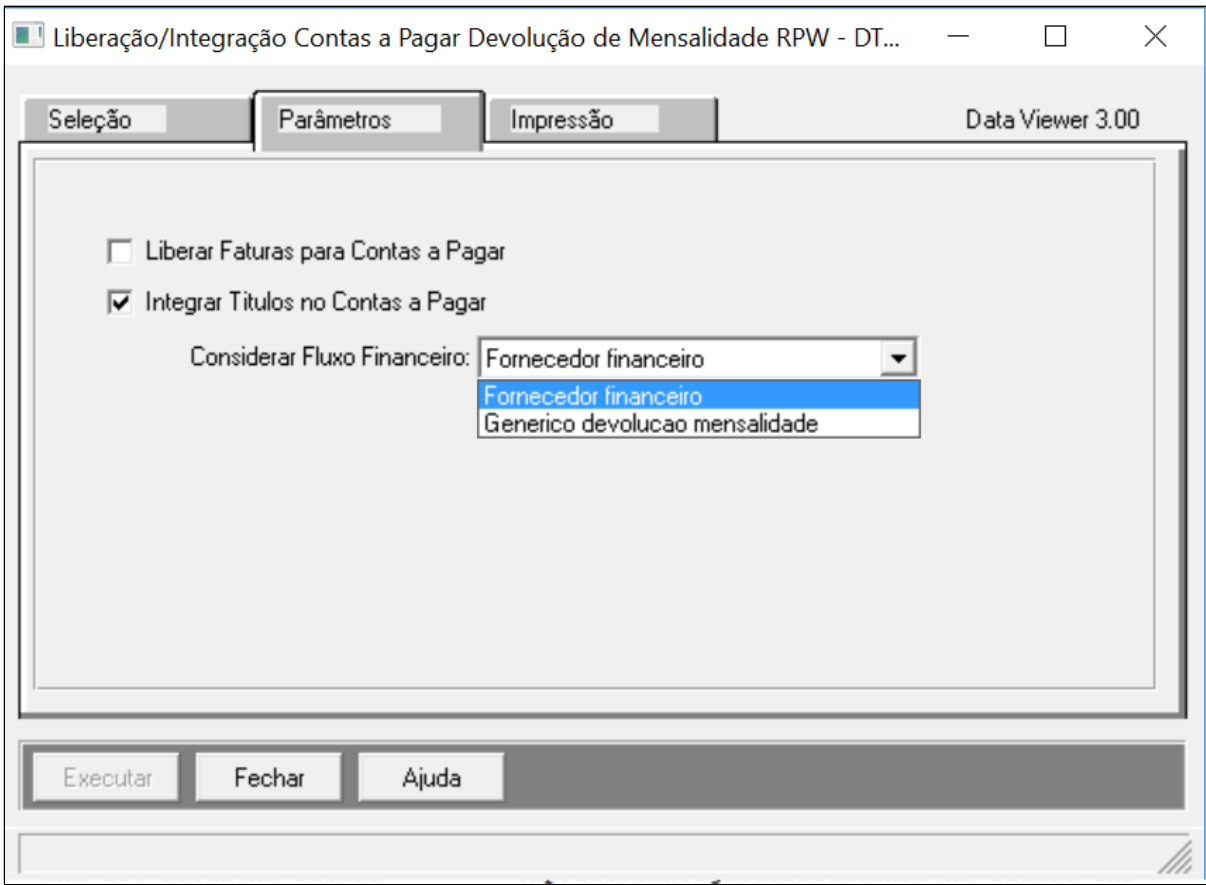 Liberação/Integração Contas a Pagar Devolução de Mensalidade RPW - DT...
Seleção Parâmetros Impressão Data Viewer 3.00
Liberar Faturas para Contas a Pagar
Integrar Titulos no Contas a Pagar
Considerar Fluxo Financeiro: Fornecedor financeiro
Fornecedor financeiro
Generico devolucao mensalidade
Executar Fechar Ajuda